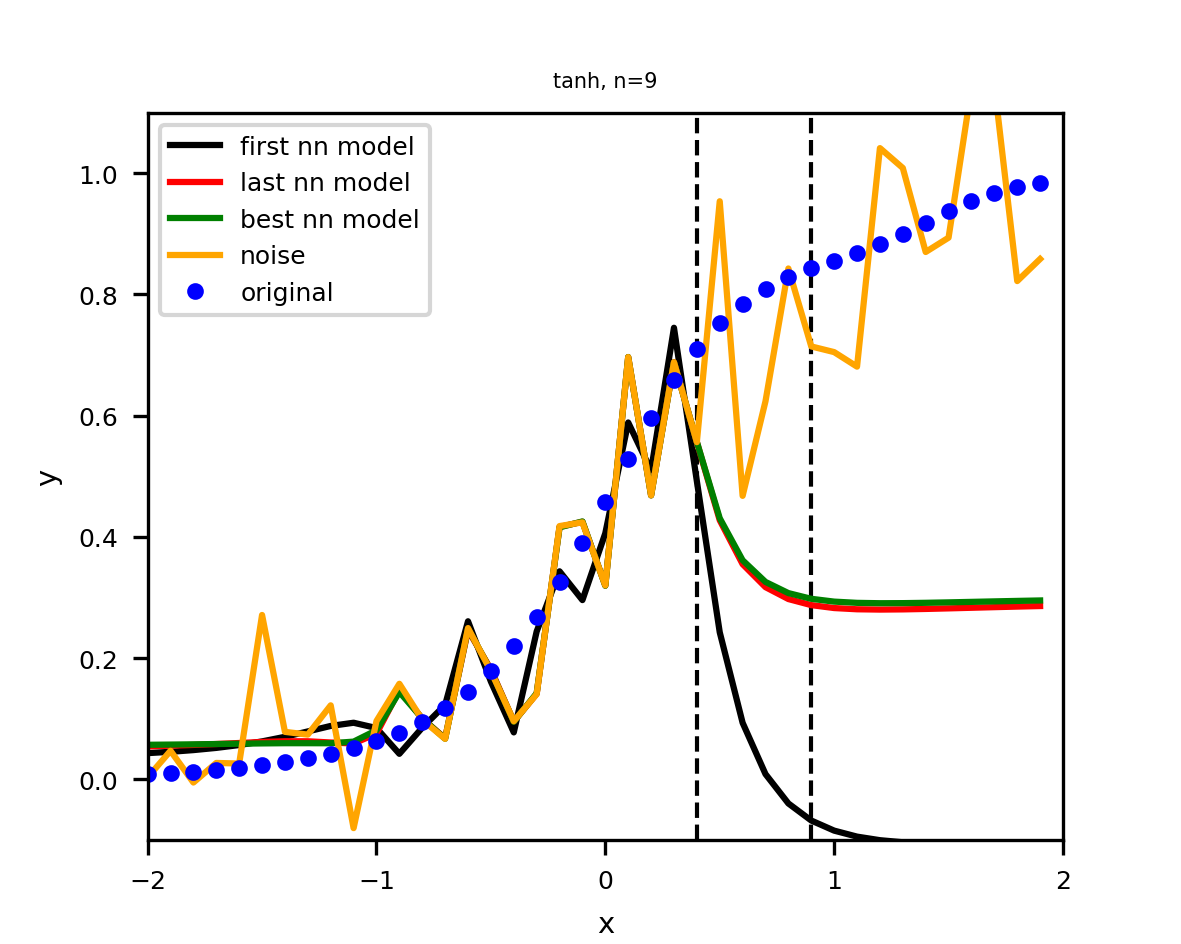 tanh, n=9
first nn model
last nn model
best nn model
noise
original
1.0
0.8
0.6
0.4
0.2
0.0
y
−2
−1
0
1
2
x